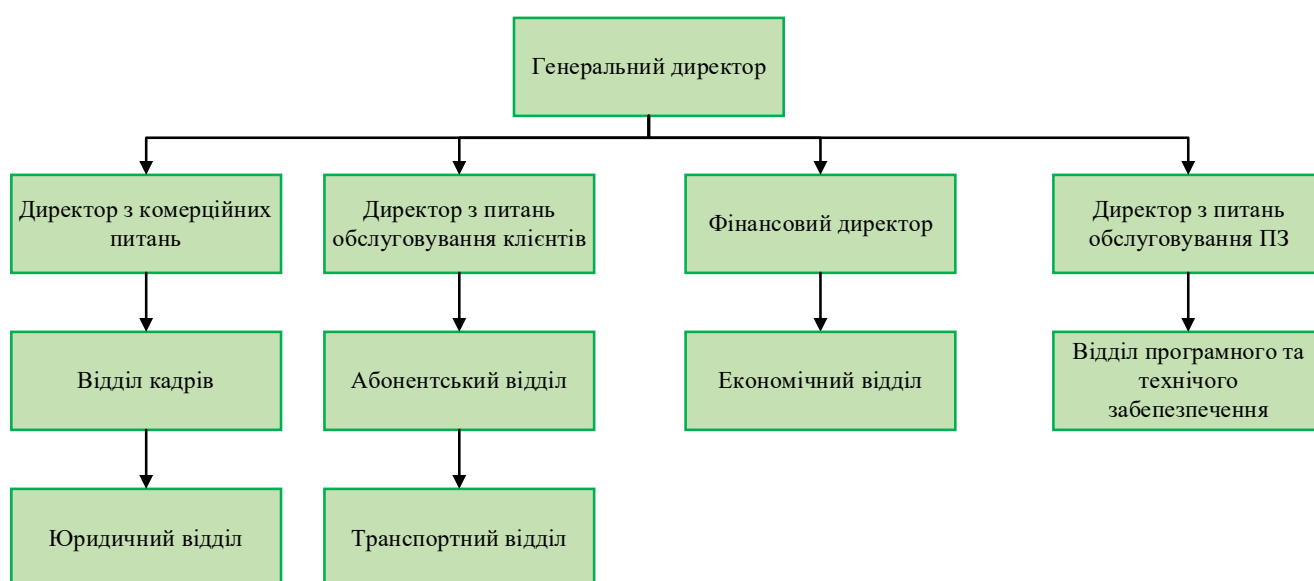 Генеральний директор
Директор з комерційних
питань
Директор з питань
обслуговування клієнтів
Фінансовий директор
Директор з питань
обслуговування ПЗ
Відділ кадрів
Абонентський відділ
Економічний відділ
Відділ програмного та
технічого
забепезпечення
Юридичний відділ
Транспортний відділ